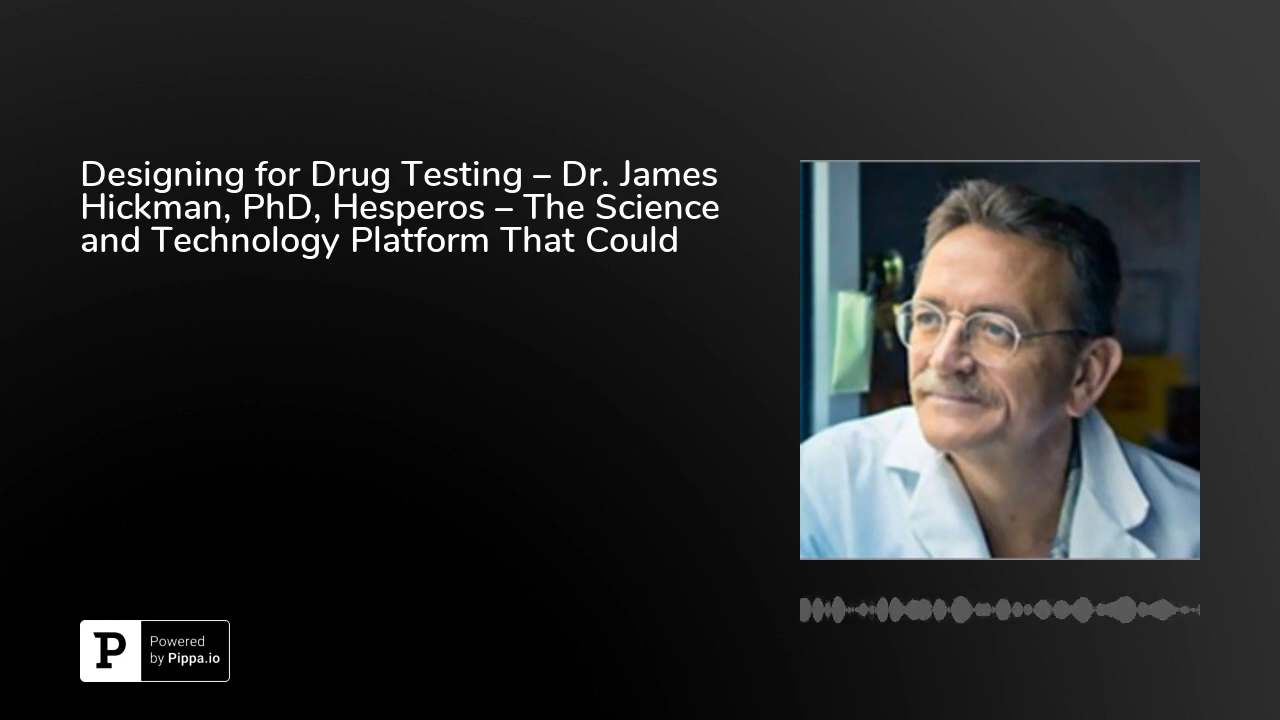 Designing for Drug Testing – Dr. James
Hickman, PhD, Hesperos – The Science
and Technology Platform That Could
P
Powered
by Pippa.io